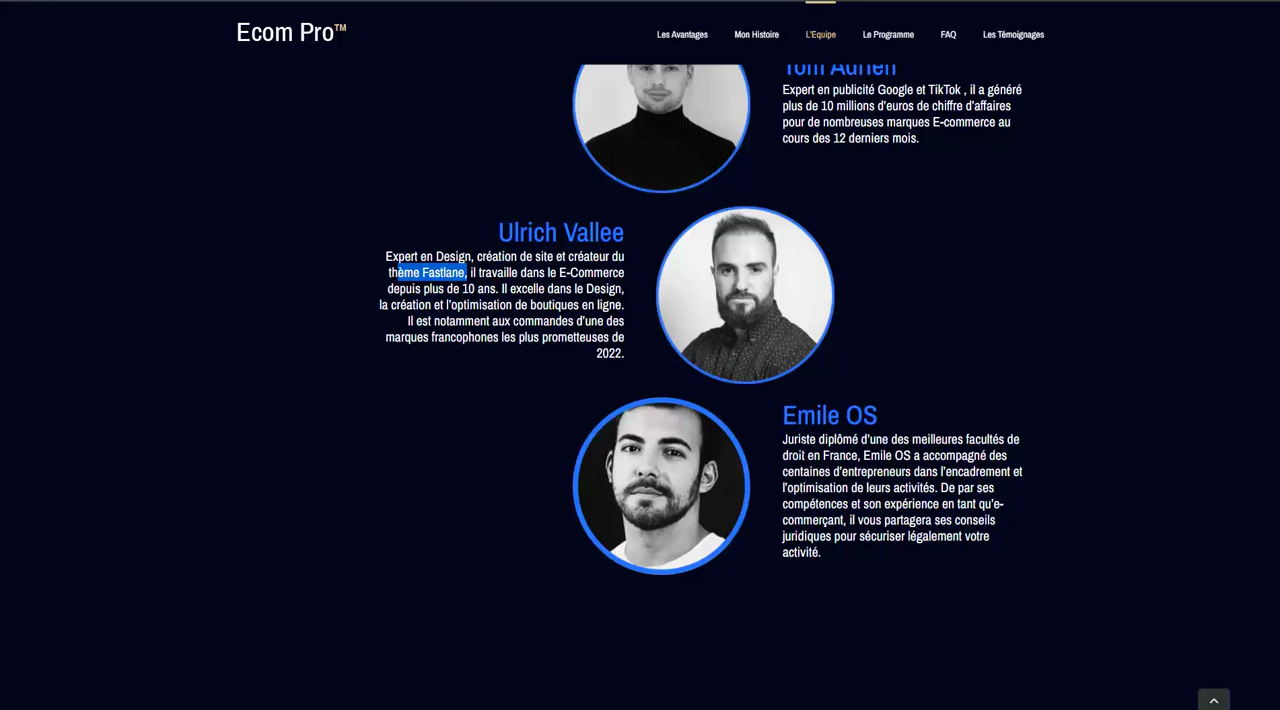 Ecom Pro™
Les Avantages Mon Histoire L'Equipe Le Programme FAQ Les Témoignages
Tom Adrien
Expert en publicité Google et TikTok , il a généré
plus de 10 millions d'euros de chiffre d'affaires
pour de nombreuses marques E-commerce au
cours des 12 derniers mois.
Ulrich Vallee
Expert en Design, création de site et créateur du
thème Fastlane, il travaille dans le E-Commerce
depuis plus de 10 ans. Il excelle dans le Design,
la création et l'optimisation de boutiques en ligne.
Il est notamment aux commandes d'une des
marques francophones les plus prometteuses de
2022.
Emile OS
Juriste diplômé d'une des meilleures facultés de
droit en France, Emile OS a accompagné des
centaines d'entrepreneurs dans l'encadrement et
l'optimisation de leurs activités. De par ses
compétences et son expérience en tant qu'e-
commerçant, il vous partagera ses conseils
juridiques pour sécuriser légalement votre
activité.